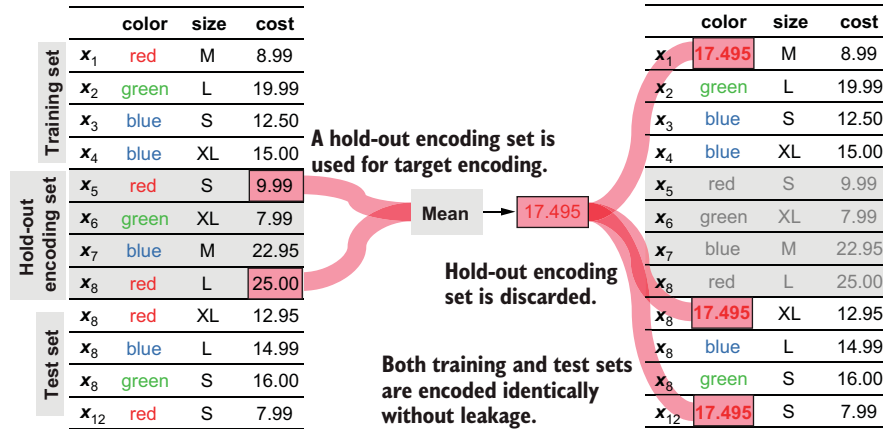 color size cost
x1 red M 8.99
x2 green L 19.99
x3 blue S 12.50
x4 blue XL 15.00
x5 red S 9.99
x6 green XL 7.99
x7 blue M 22.95
x8 red L 25.00
x8 red XL 12.95
x8 blue L 14.99
x8 green S 16.00
x12 red S 7.99
Training set
Hold-out
encoding set
Test set
A hold-out encoding set is
used for target encoding.
Mean
17.495
Hold-out encoding
set is discarded.
Both training and test sets
are encoded identically
without leakage.
color size cost
x1 17.495 M 8.99
x2 green L 19.99
x3 blue S 12.50
x4 blue XL 15.00
x5 red S 9.99
x6 green XL 7.99
x7 blue M 22.95
x8 red L 25.00
x8 17.495 XL 12.95
x8 blue L 14.99
x8 green S 16.00
x12 17.495 S 7.99